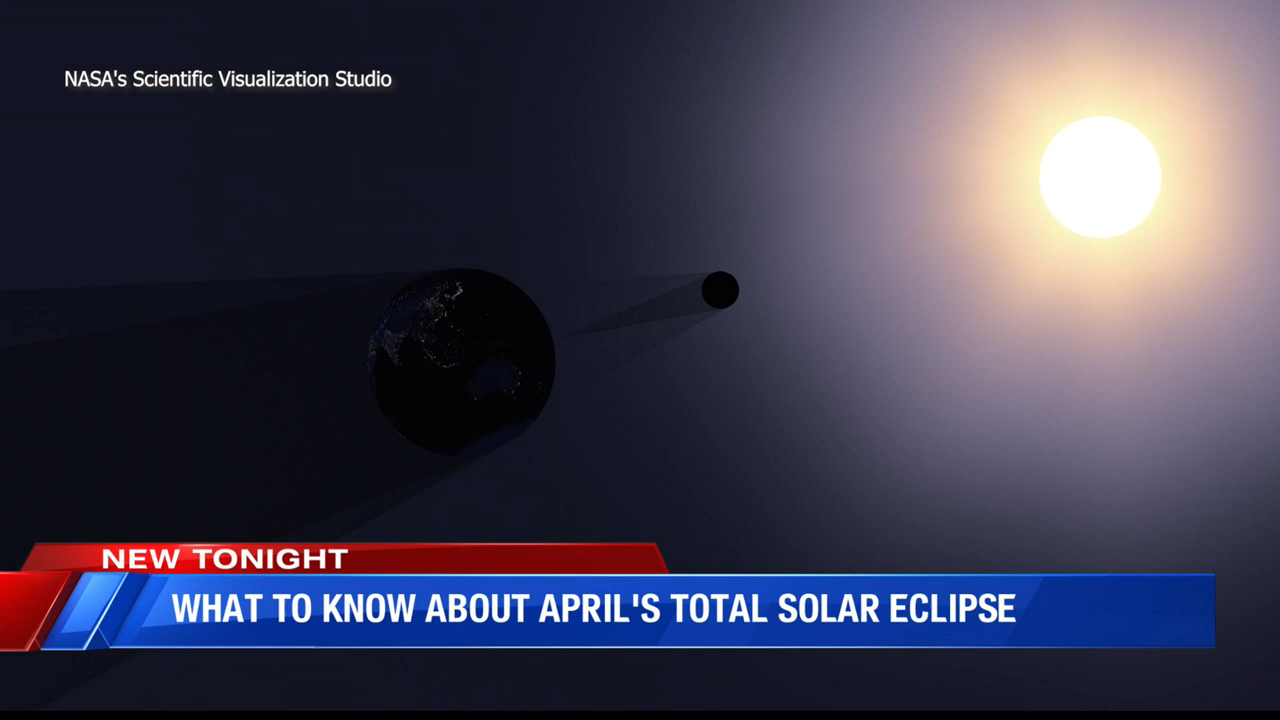 NASA's Scientific Visualization Studio
NEW TONIGHT
WHAT TO KNOW ABOUT APRIL'S TOTAL SOLAR ECLIPSE